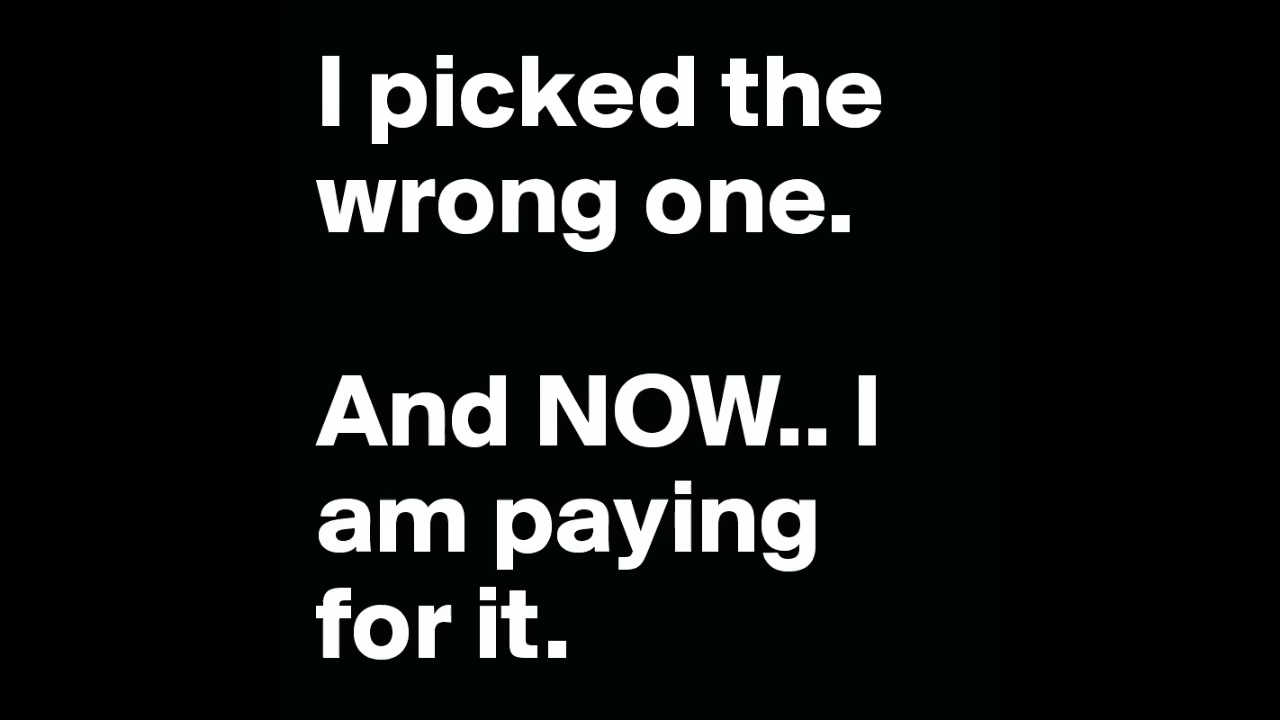 I picked the
wrong one.
And NOW.. I
am paying
for it.